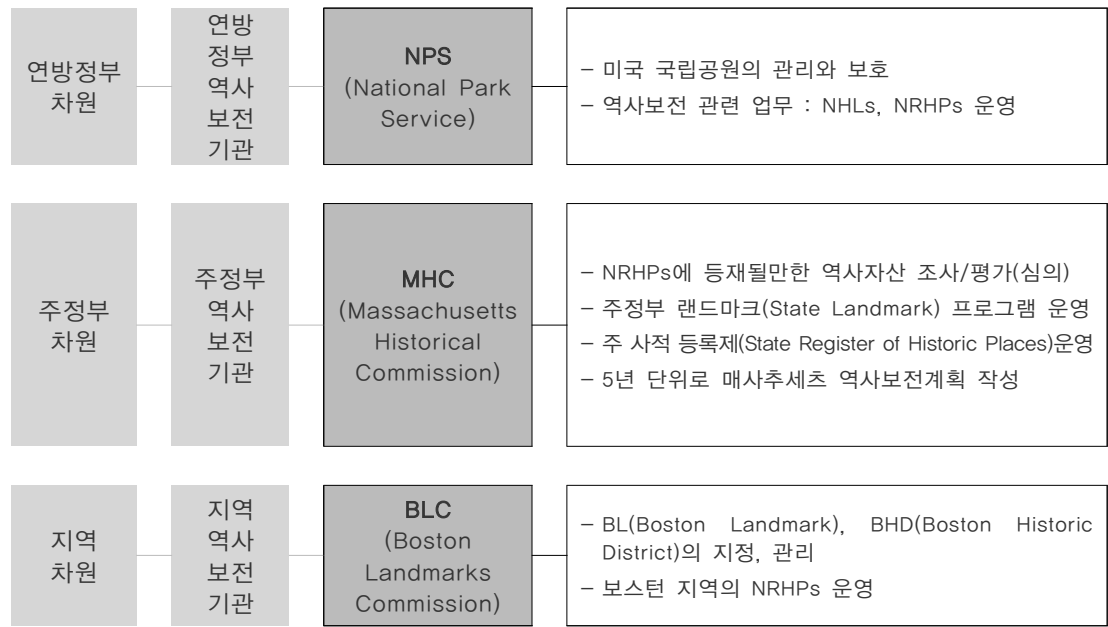 연방정부
차원
연방
정부
역사
보전
기관
NPS
(National Park
Service)
– 미국 국립공원의 관리와 보호
– 역사보전 관련 업무 : NHLs, NRHPs 운영
주정부
차원
주정부
역사
보전
기관
MHC
(Massachusetts
Historical
Commission)
– NRHPs에 등재될만한 역사자산 조사/평가(심의)
– 주정부 랜드마크(State Landmark) 프로그램 운영
– 주 사적 등록제(State Register of Historic Places)운영
– 5년 단위로 매사추세츠 역사보전계획 작성
지역
차원
지역
역사
보전
기관
BLC
(Boston
Landmarks
Commission)
– BL(Boston Landmark), BHD(Boston Historic
District)의 지정, 관리
– 보스턴 지역의 NRHPs 운영